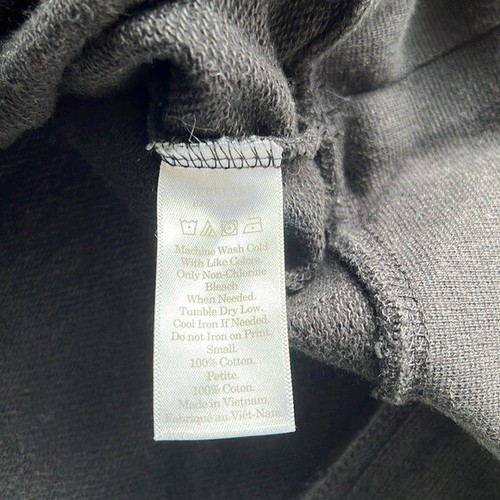 Machine Wash Cold
With Like Colors.
Only Non-Chlorine
Bleach
When Needed.
Tumble Dry Low.
Cool Iron If Needed.
Do not Iron on Print.
Small.
100% Cotton.
Petite.
100% Coton.
Made in Vietnam.
Fabriqué au Viêt-Nam